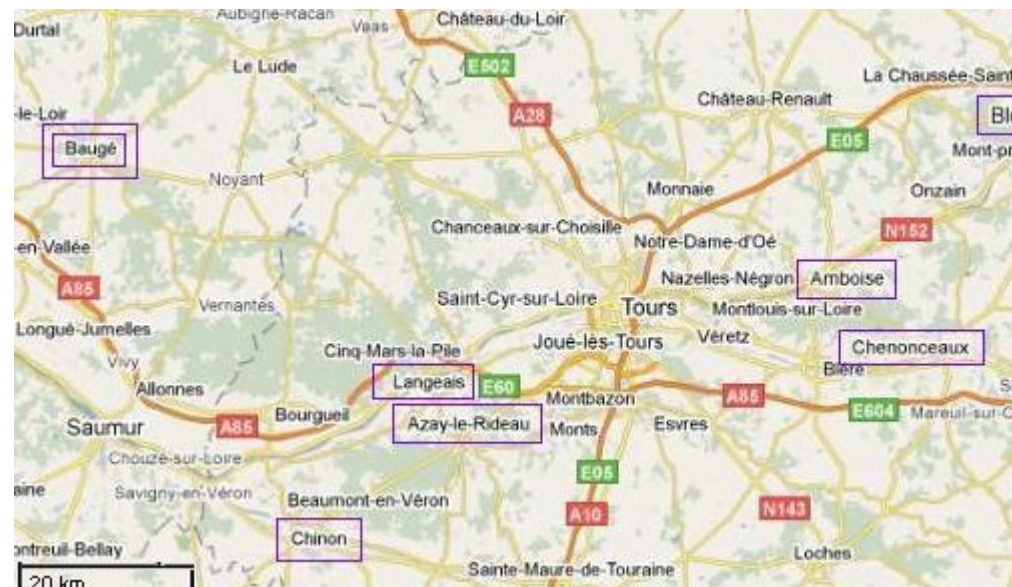 Aubigné-Racan
Vaas
Château-du-Loir
Durtal
Le Lude
E502
La Chaussée-Saint
Château-Renault
A28
-le-Loir
Blo
E05
Baugé
Mont-pr
Noyant
Monnaie
Onzain
Chanceaux-sur-Choisille
N152
Notre-Dame-d'Oé
-en-Vallée
Nazelles-Négron
Amboise
A85
Saint-Cyr-sur-Loire
Vernantes
Tours
Montlouis-sur-Loire
Longué-Jumelles
Véretz
Joué-lès-Tours
Chenonceaux
Cinq-Mars-la-Pile
Vivy
Bléré
Langeais
E60
Allonnes
A85
Montbazon
Bourgueil
E604
Mareuil-sur-C
Azay-le-Rideau
Saumur
A85
Monts
Esvres
Chouzé-sur-Loire
E05
aine
Savigny-en-Véron
Beaumont-en-Véron
A10
N143
Chinon
ontreuil-Bellay
Loches
Sainte-Maure-de-Touraine
20 km